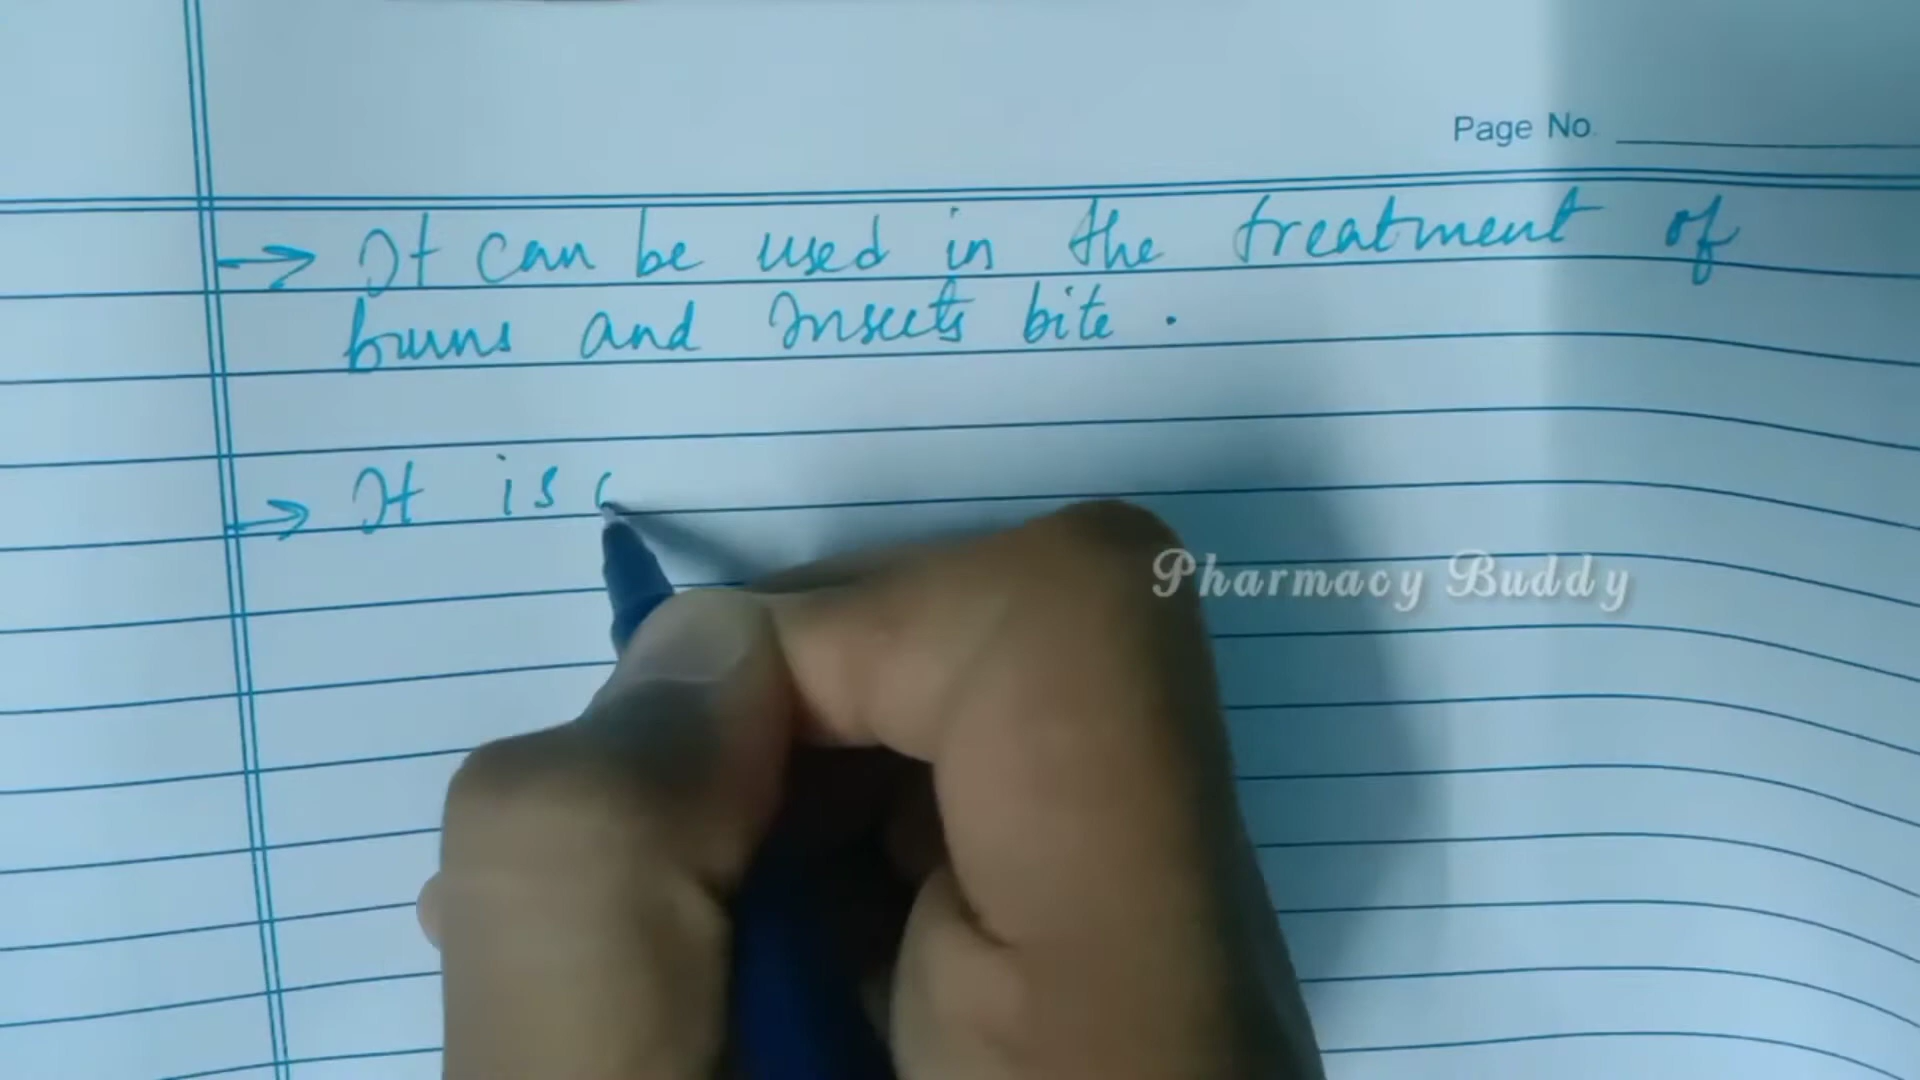 Page No.
→ It can be used in the treatment of
burns and Insects bite .
→ It is
Pharmacy Buddy